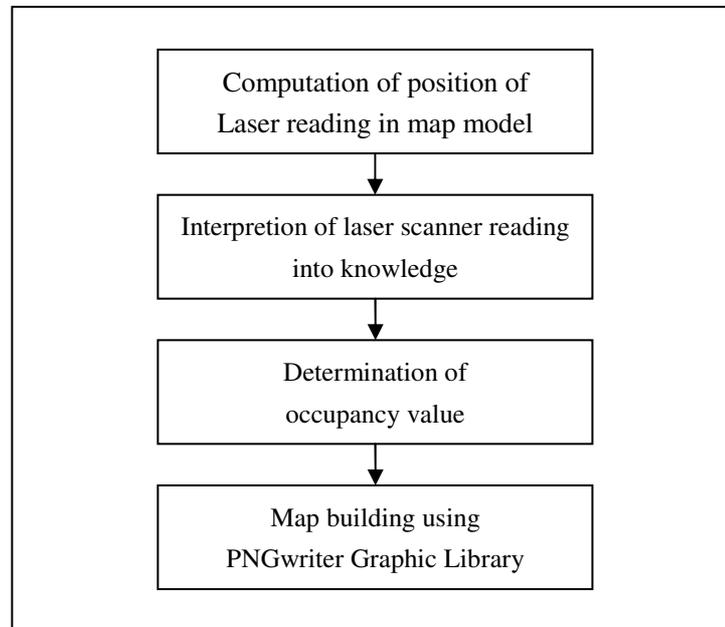 Computation of position of
Laser reading in map model
Interpretion of laser scanner reading
into knowledge
Determination of
occupancy value
Map building using
PNGwriter Graphic Library